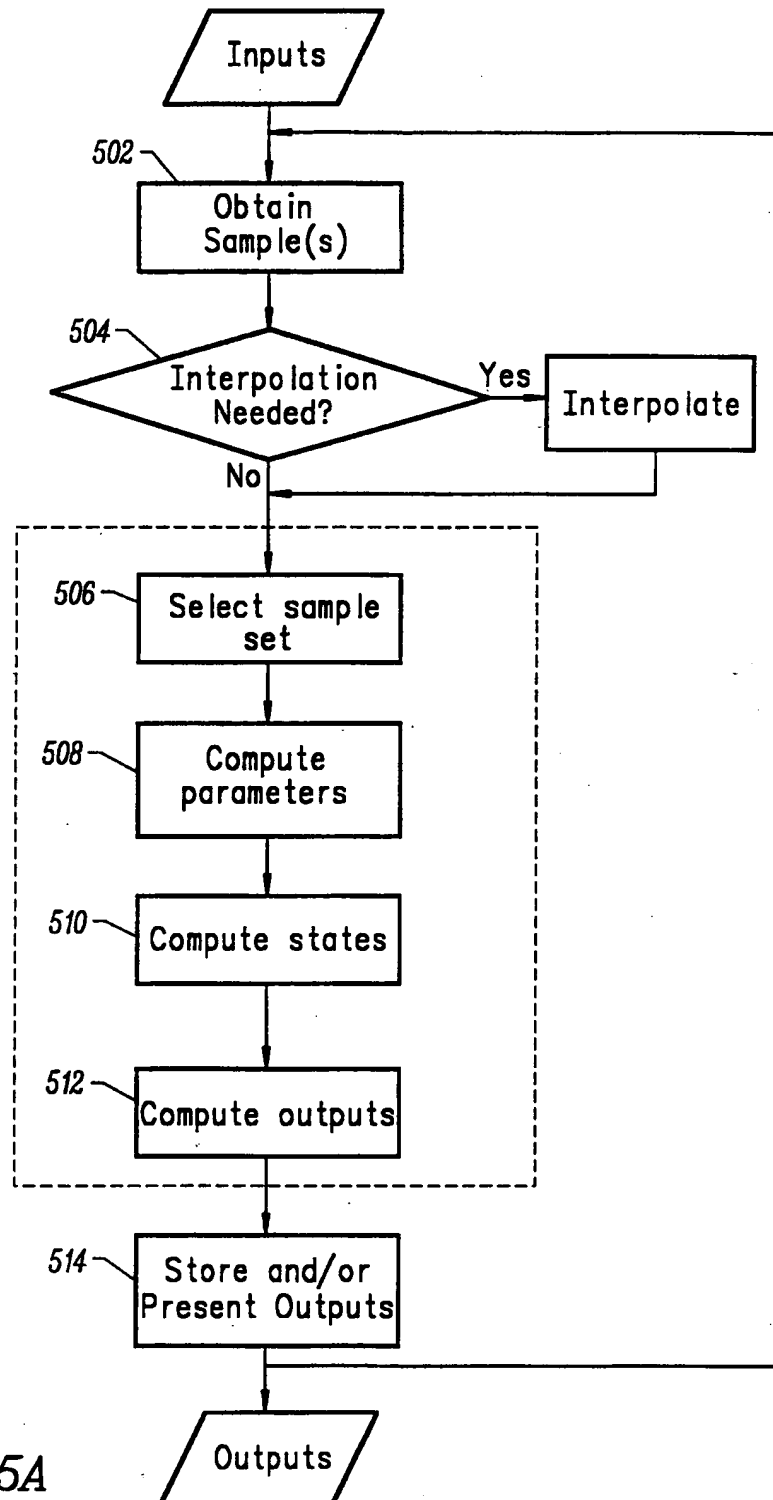 Inputs
502
Obtain
Sample(s)
504
Interpolation
Needed?
Yes
Interpolate
No
506
Select sample
set
508
Compute
parameters
510
Compute states
512
Compute outputs
514
Store and/or
Present Outputs
Outputs
5A